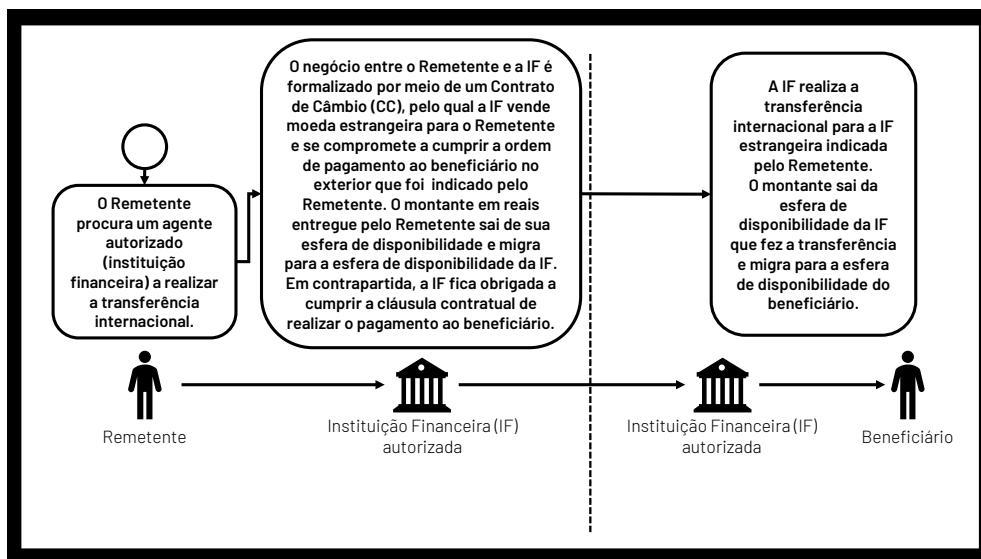 O Remetente
procura um agente
autorizado
(instituição
financeira) a realizar
a transferência
internacional.
O negócio entre o Remetente e a IF é
formalizado por meio de um Contrato
de Câmbio (CC), pelo qual a IF vende
moeda estrangeira para o Remetente
e se compromete a cumprir a ordem
de pagamento ao beneficiário no
exterior que foi indicado pelo
Remetente. O montante em reais
entregue pelo Remetente sai de sua
esfera de disponibilidade e migra
para a esfera de disponibilidade da IF.
Em contrapartida, a IF fica obrigada a
cumprir a cláusula contratual de
realizar o pagamento ao beneficiário.
A IF realiza a
transferência
internacional para a IF
estrangeira indicada
pelo Remetente.
O montante sai da
esfera de
disponibilidade da IF
que fez a transferência
e migra para a esfera
de disponibilidade do
beneficiário.
Remetente
Instituição Financeira (IF)
autorizada
Instituição Financeira (IF)
autorizada
Beneficiário